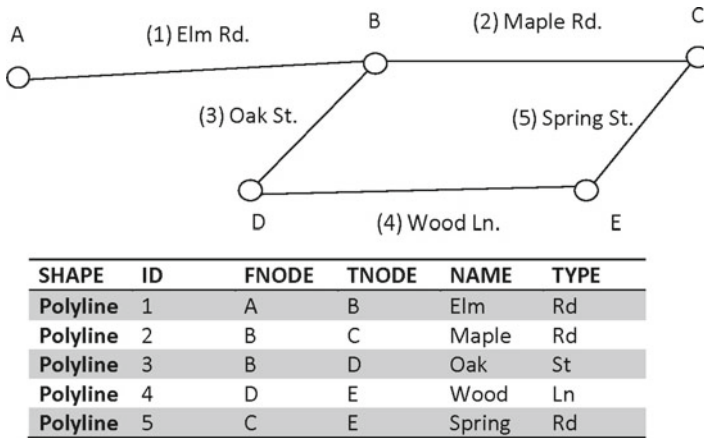 A
(1) Elm Rd.
B
(2) Maple Rd.
C
(3) Oak St.
(5) Spring St.
D
(4) Wood Ln.
E
SHAPE ID FNODE TNODE NAME TYPE
Polyline 1 A B Elm Rd
Polyline 2 B C Maple Rd
Polyline 3 B D Oak St
Polyline 4 D E Wood Ln
Polyline 5 C E Spring Rd